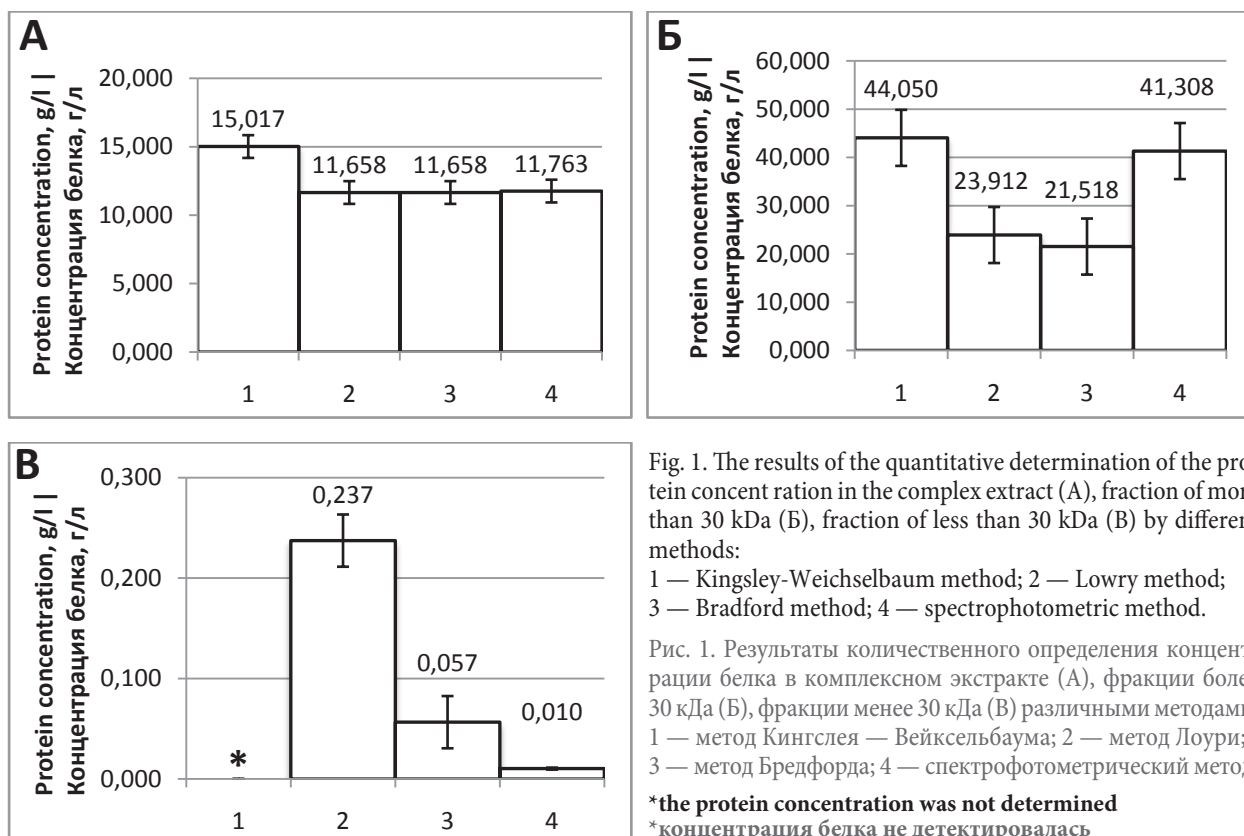 А
Protein concentration, g/l |
Концентрация белка, г/л
20,000
15,000
10,000
5,000
0,000
15,017
11,658
11,658
11,763
1 2 3 4
Б
Protein concentration, g/l |
Концентрация белка, г/л
60,000
50,000
40,000
30,000
20,000
10,000
0,000
44,050
23,912
21,518
41,308
1 2 3 4
В
Protein concentration, g/l |
Концентрация белка, г/л
0,300
0,200
0,100
0,000
*
0,237
0,057
0,010
1 2 3 4
Fig. 1. The results of the quantitative determination of the pro-
tein concent ration in the complex extract (A), fraction of mor
than 30 kDa (Б), fraction of less than 30 kDa (B) by differen
methods:
1 — Kingsley-Weichselbaum method; 2 — Lowry method;
3 — Bradford method; 4 — spectrophotometric method.
Рис. 1. Результаты количественного определения концент
рации белка в комплексном экстракте (А), фракции боле
30 кДа (Б), фракции менее 30 кДа (В) различными методами
1 — метод Кингслея — Вейксельбаума; 2 — метод Лоури;
3 — метод Бредфорда; 4 — спектрофотометрический метод
*the protein concentration was not determined
*концентрация белка не детектировалась